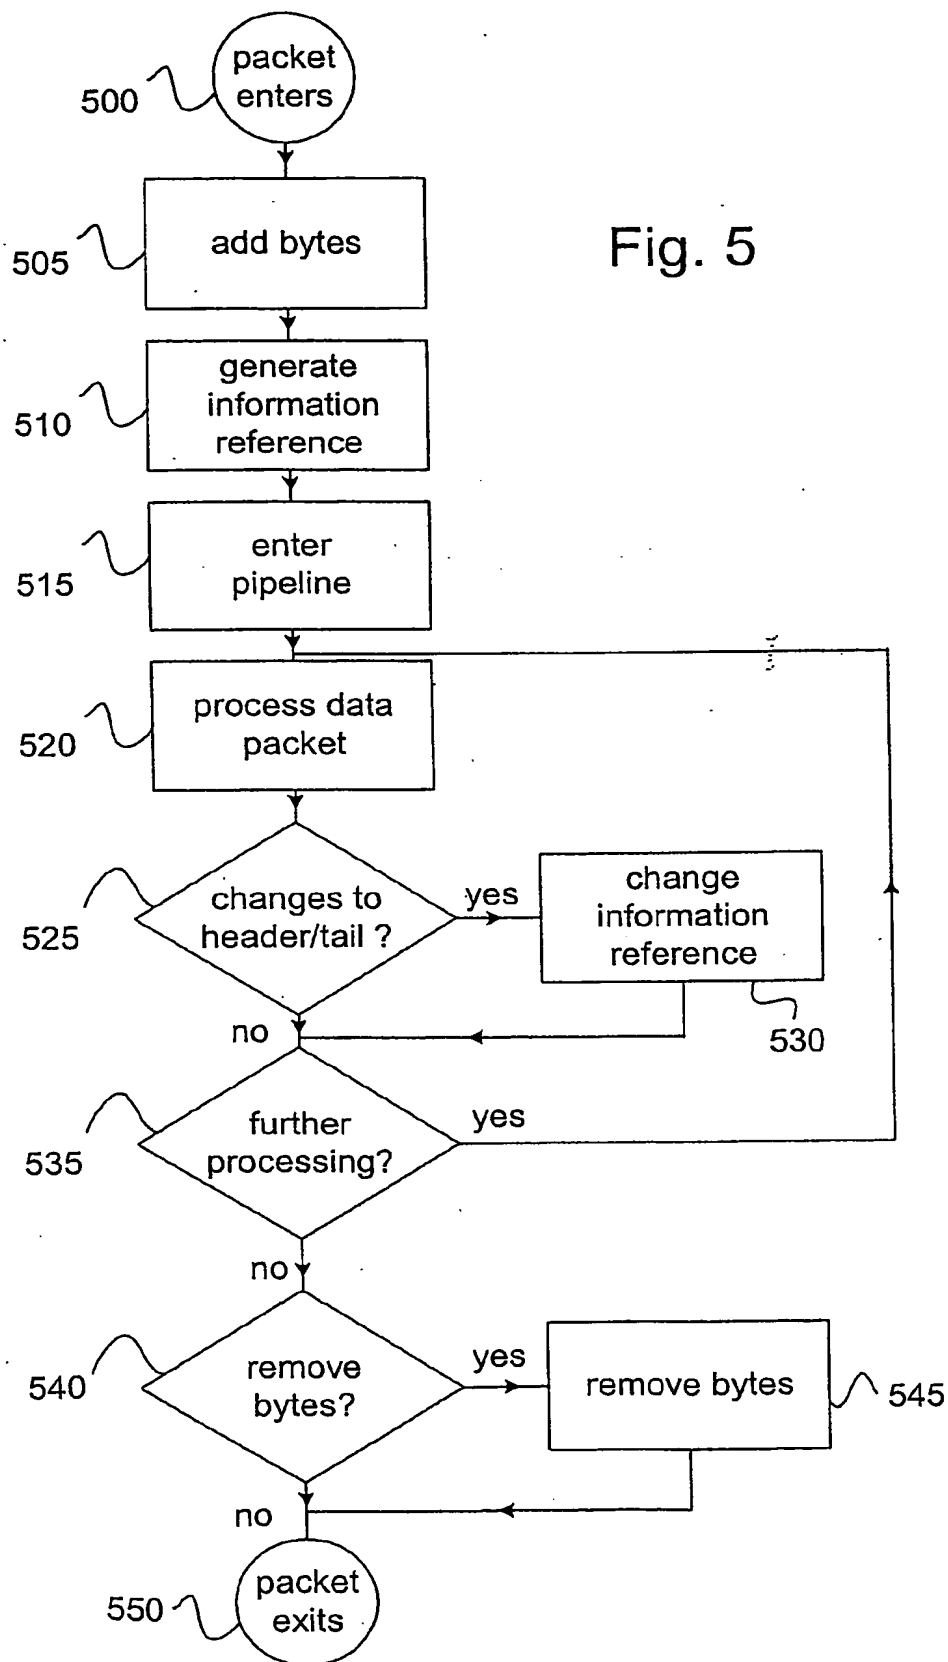 packet
enters
500
Fig. 5
add bytes
505
generate
information
reference
510
enter
pipeline
515
process data
packet
520
changes to
header/tail ?
525
yes
change
information
reference
530
no
further
processing?
535
yes
no
remove
bytes?
540
yes
remove bytes
545
no
packet
exits
550